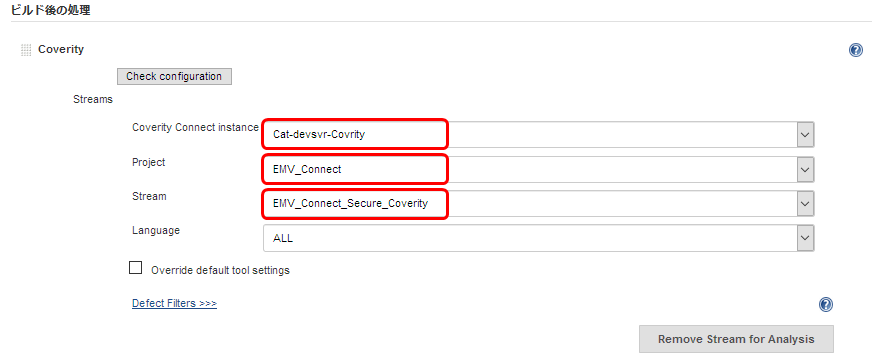 ビルド後の処理
Coverity
Check configuration
Streams
Coverity Connect instance
Cat-devsvr-Covrity
Project
EMV_Connect
Stream
EMV_Connect_Secure_Coverity
Language
ALL
Override default tool settings
Defect Filters >>>
Remove Stream for Analysis